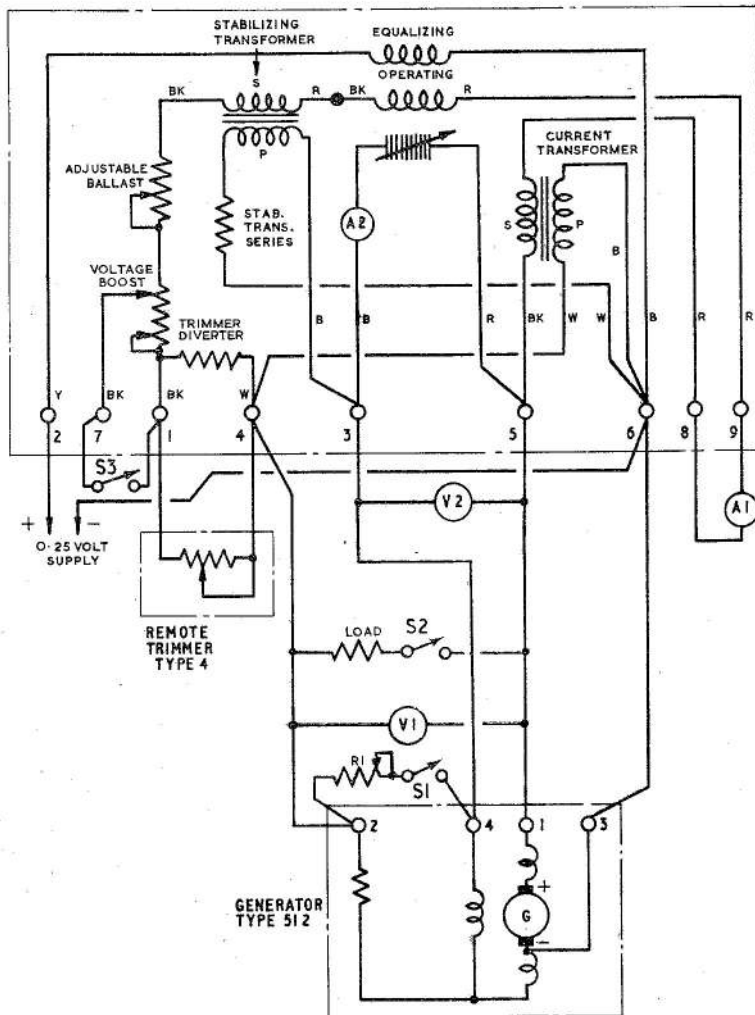 STABILIZING
TRANSFORMER
EQUALIZING
OPERATING
BK
S
R
BK
R
P
CURRENT
TRANSFORMER
ADJUSTABLE
BALLAST
A2
S
P
STAB.
TRANS.
SERIES
B
VOLTAGE
BOOST
TRIMMER
DIVERTER
B
B
R
BK
W
W
B
R
R
Y
BK
BK
W
2
7
1
4
3
5
6
8
9
S3
+
-
V2
A1
0-25 VOLT
SUPPLY
REMOTE
TRIMMER
TYPE 4
LOAD
S2
V1
R1
S1
2
4
1
3
GENERATOR
TYPE 512
+
G
-